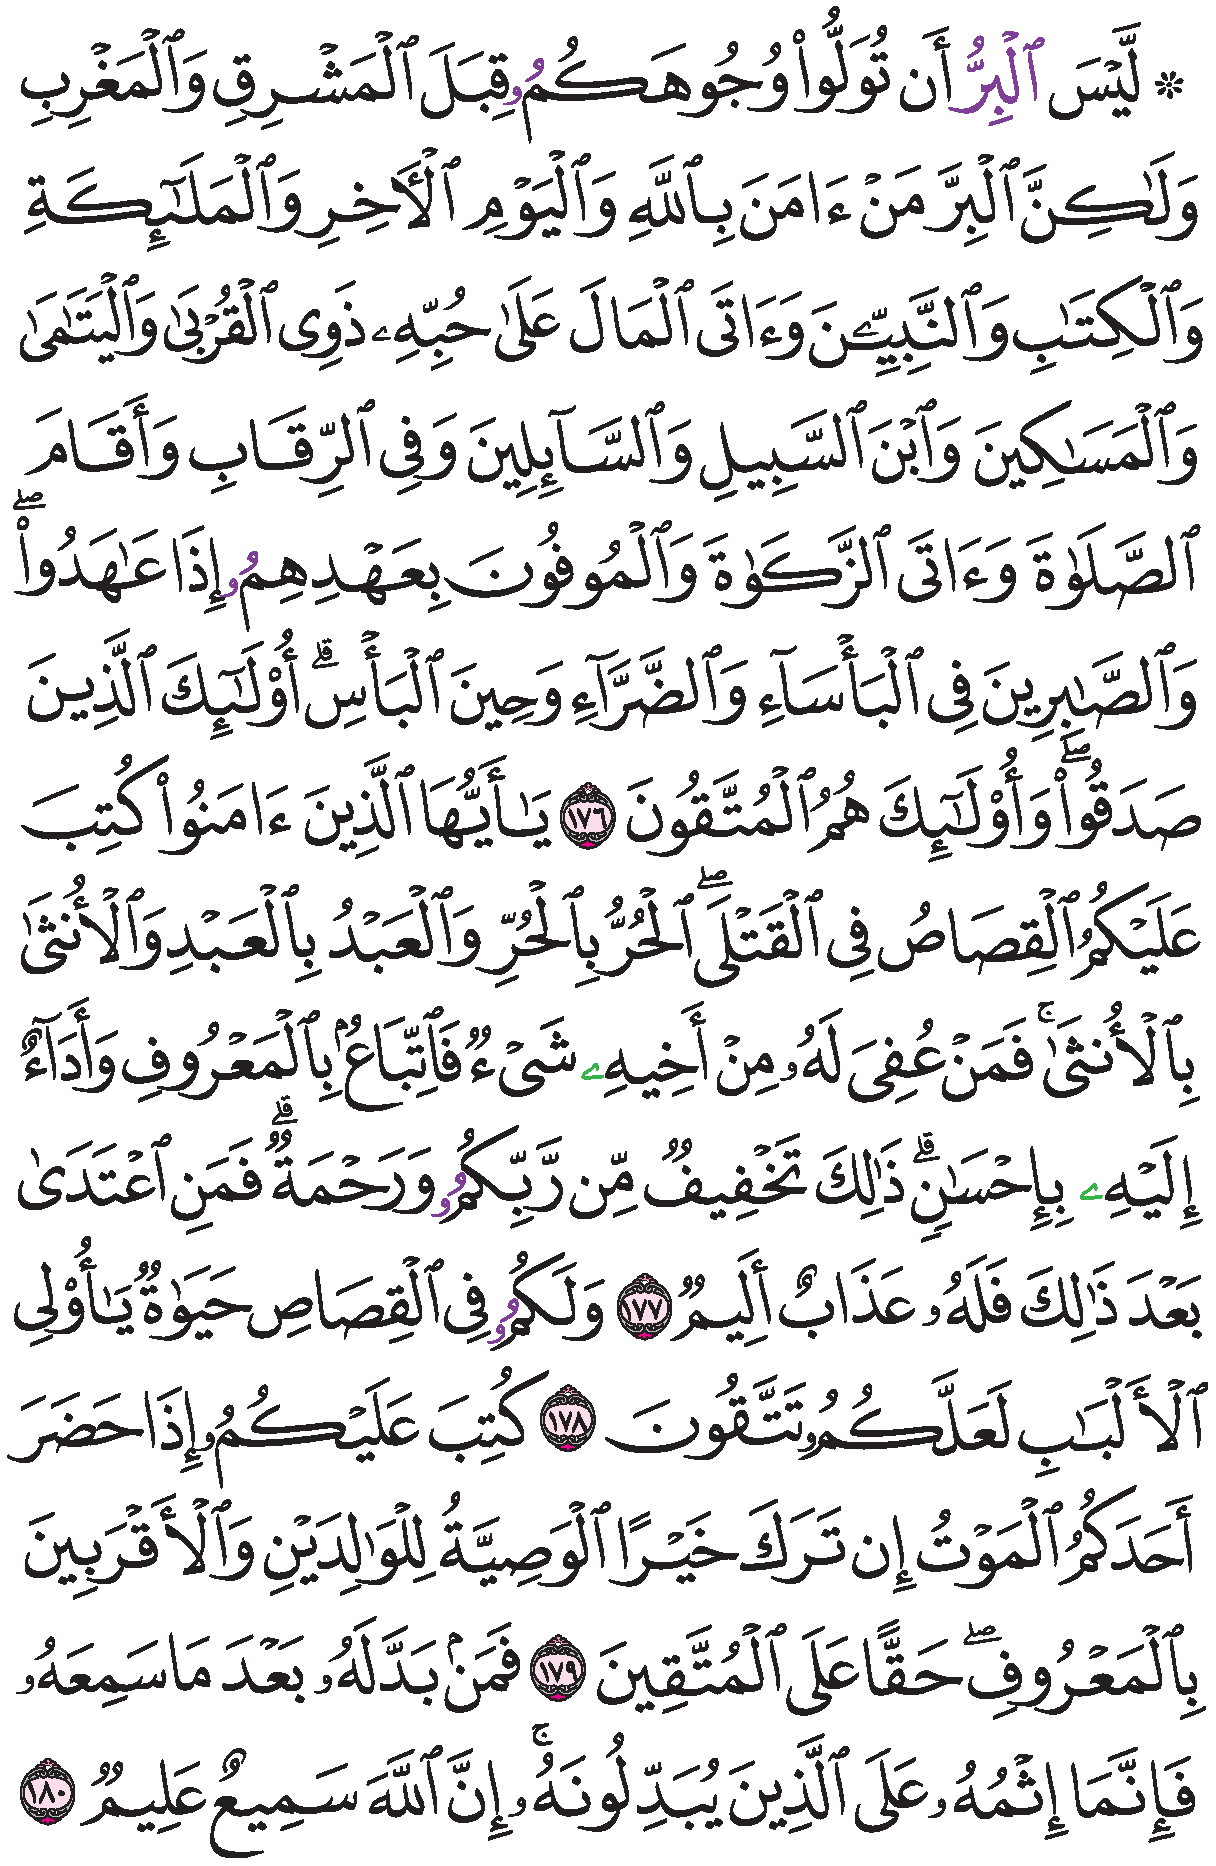 ۞ لَّيْسَ ٱلْبِرُّ أَن تُوَلُّوا۟ وُجُوهَكُمُۥ قِبَلَ ٱلْمَشْرِقِ وَٱلْمَغْرِبِ
وَلَٰكِنَّ ٱلْبِرَّ مَنْ ءَامَنَ بِٱللَّهِ وَٱلْيَوْمِ ٱلْأَخِرِ وَٱلْمَلَٰٓئِكَةِ
وَٱلْكِتَٰبِ وَٱلنَّبِيِّـۧنَ وَءَاتَى ٱلْمَالَ عَلَىٰ حُبِّهِۦ ذَوِى ٱلْقُرْبَىٰ وَٱلْيَتَٰمَىٰ
وَٱلْمَسَٰكِينَ وَٱبْنَ ٱلسَّبِيلِ وَٱلسَّآئِلِينَ وَفِى ٱلرِّقَابِ وَأَقَامَ
ٱلصَّلَوٰةَ وَءَاتَى ٱلزَّكَوٰةَ وَٱلْمُوفُونَ بِعَهْدِهِمُۥ إِذَا عَٰهَدُوا۟ۖ
وَٱلصَّٰبِرِينَ فِى ٱلْبَأْسَآءِ وَٱلضَّرَّآءِ وَحِينَ ٱلْبَأْسِۗ أُو۟لَٰٓئِكَ ٱلَّذِينَ
صَدَقُوا۟ۖ وَأُو۟لَٰٓئِكَ هُمُ ٱلْمُتَّقُونَ ١٧٦ يَٰٓأَيُّهَا ٱلَّذِينَ ءَامَنُوا۟ كُتِبَ
عَلَيْكُمُ ٱلْقِصَاصُ فِى ٱلْقَتْلَىۖ ٱلْحُرُّ بِٱلْحُرِّ وَٱلْعَبْدُ بِٱلْعَبْدِ وَٱلْأُنثَىٰ
بِٱلْأُنثَىٰۚ فَمَنْ عُفِىَ لَهُۥ مِنْ أَخِيهِۦ شَىْءٌ فَٱتِّبَاعُۢ بِٱلْمَعْرُوفِ وَأَدَآءٌ
إِلَيْهِۦ بِإِحْسَٰنٍۗ ذَٰلِكَ تَخْفِيفٌ مِّن رَّبِّكُمُۥ وَرَحْمَةٌۗ فَمَنِ ٱعْتَدَىٰ
بَعْدَ ذَٰلِكَ فَلَهُۥ عَذَابٌ أَلِيمٌ ١٧٧ وَلَكُمُۥ فِى ٱلْقِصَاصِ حَيَوٰةٌ يَٰٓأُو۟لِى
ٱلْأَلْبَٰبِ لَعَلَّكُمُۥ تَتَّقُونَ ١٧٨ كُتِبَ عَلَيْكُمُۥ إِذَا حَضَرَ
أَحَدَكُمُ ٱلْمَوْتُ إِن تَرَكَ خَيْرًا ٱلْوَصِيَّةُ لِلْوَٰلِدَيْنِ وَٱلْأَقْرَبِينَ
بِٱلْمَعْرُوفِۖ حَقًّا عَلَى ٱلْمُتَّقِينَ ١٧٩ فَمَنۢ بَدَّلَهُۥ بَعْدَ مَا سَمِعَهُۥ
فَإِنَّمَا إِثْمُهُۥ عَلَى ٱلَّذِينَ يُبَدِّلُونَهُۥۚ إِنَّ ٱللَّهَ سَمِيعٌ عَلِيمٌ ١٨٠